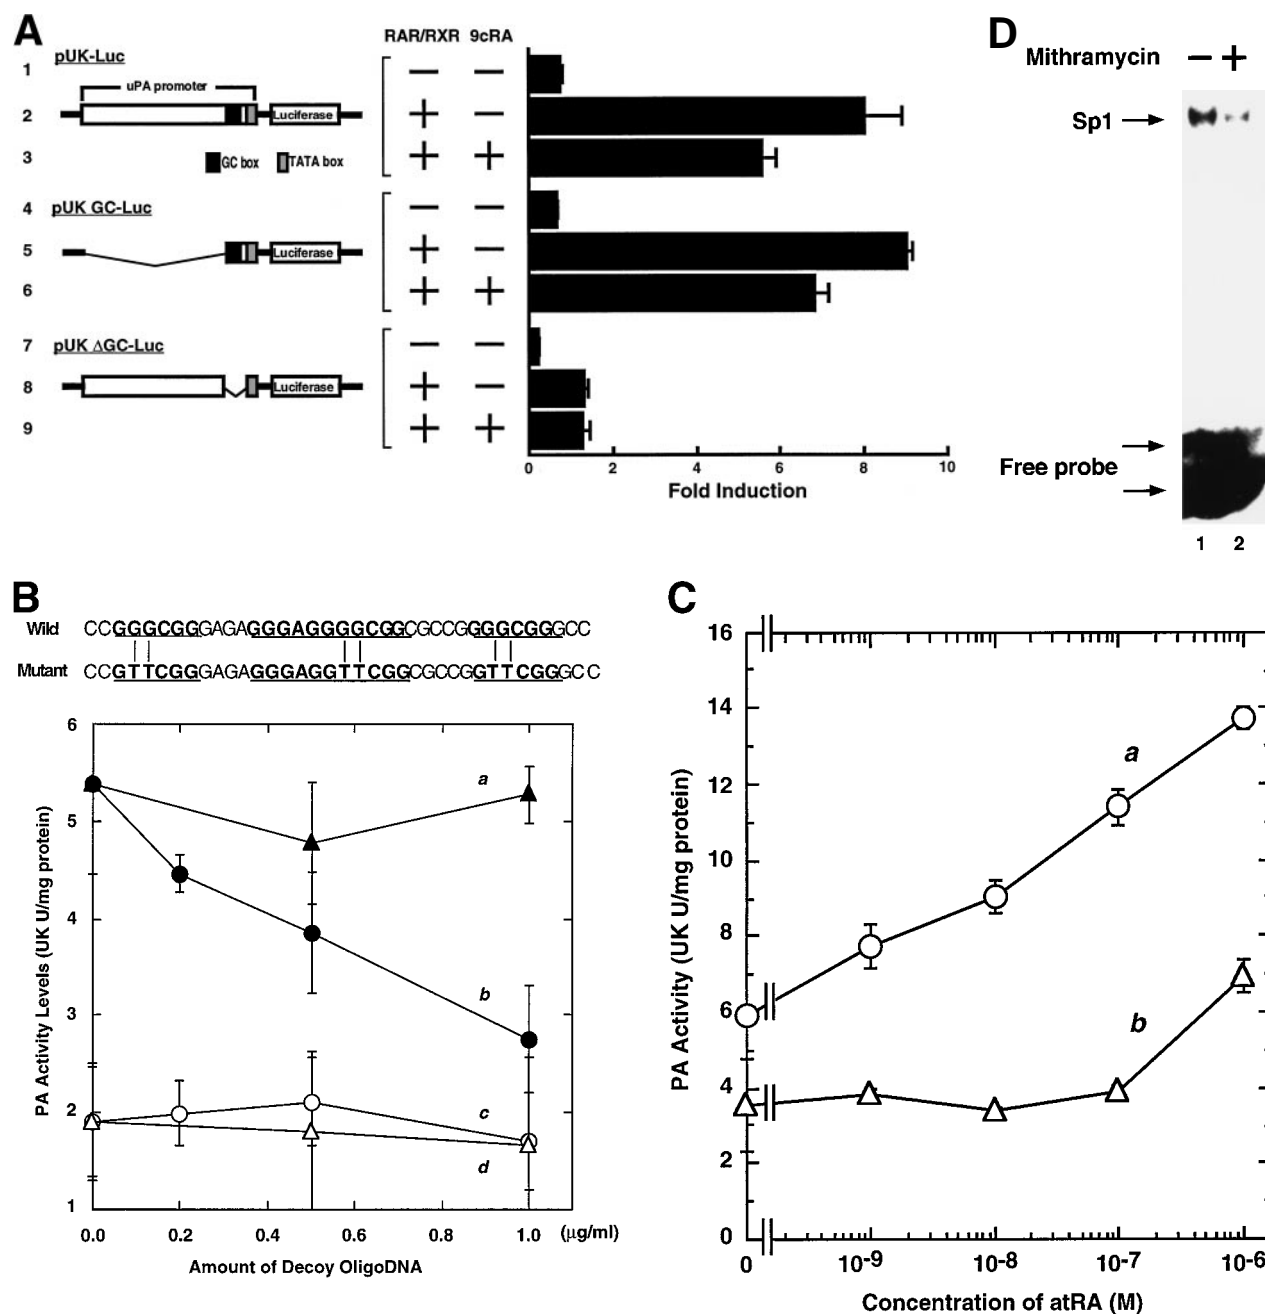 A
RAR/RXR 9cRA
pUK-Luc
1 — —
uPA promoter
2 Luciferase + —
3 GC box TATA box + +
4 pUK GC-Luc — —
5 Luciferase + —
6 + +
7 pUK ΔGC-Luc — —
8 Luciferase + —
9 + +
0 2 4 6 8 10
Fold Induction
D
Mithramycin − +
Sp1
Free probe
1 2
B
Wild CCGGGCGGGAGAGGGAGGGGCGGCGCCGGGGCGGGCC
Mutant CCGTTCGGGAGAGGGAGGTTCGGCGCCGGTTCGGGCC
6
5
4
3
2
1
PA Activity Levels (UK U/mg protein)
a
b
c
d
0.0 0.2 0.4 0.6 0.8 1.0 (μg/ml)
Amount of Decoy OligoDNA
C
16
14
12
10
8
6
4
2
0
PA Activity (UK U/mg protein)
a
b
0 10-9 10-8 10-7 10-6
Concentration of atRA (M)